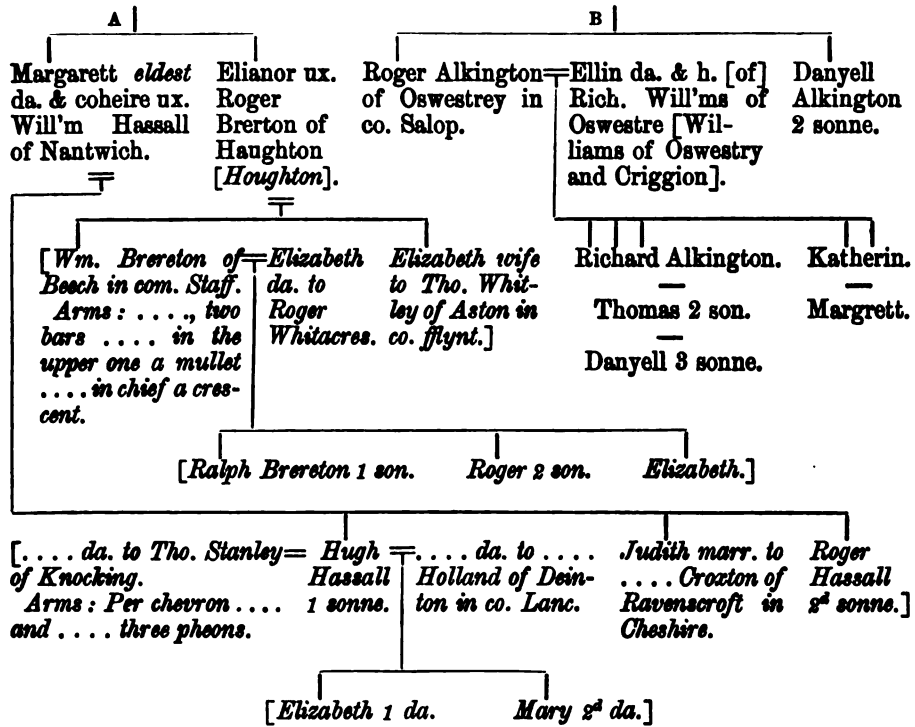 A
B
Margarett eldest
da. & coheire ux.
Will'm Hassall
of Nantwich.
Elianor ux.
Roger
Brerton of
Haughton
[Houghton].
Roger Alkington
of Oswestrey in
co. Salop.
=
Ellin da. & h. [of]
Rich. Will'ms of
Oswestre [Wil-
liams of Oswestry
and Criggion].
Danyell
Alkington
2 sonne.
[Wm. Brereton of
Beech in com. Staff.
Arms: . . . ., two
bars . . . . in the
upper one a mullet
. . . . in chief a cres-
cent.
=
Elizabeth
da. to
Roger
Whitacres.
Elizabeth wife
to Tho. Whit-
ley of Aston in
co. fflynt.]
Richard Alkington.
—
Thomas 2 son.
—
Danyell 3 sonne.
Katherin.
—
Margrett.
[Ralph Brereton 1 son.
Roger 2 son.
Elizabeth.]
[. . . . da. to Tho. Stanley
of Knocking.
Arms: Per chevron . . . .
and . . . . three pheons.
=
Hugh
Hassall
1 sonne.
=
. . . . da. to . . . .
Holland of Dein-
ton in co. Lanc.
Judith marr. to
. . . . Croxton of
Ravenscroft in
Cheshire.
Roger
Hassall
2d sonne.]
[Elizabeth 1 da.
Mary 2d da.]